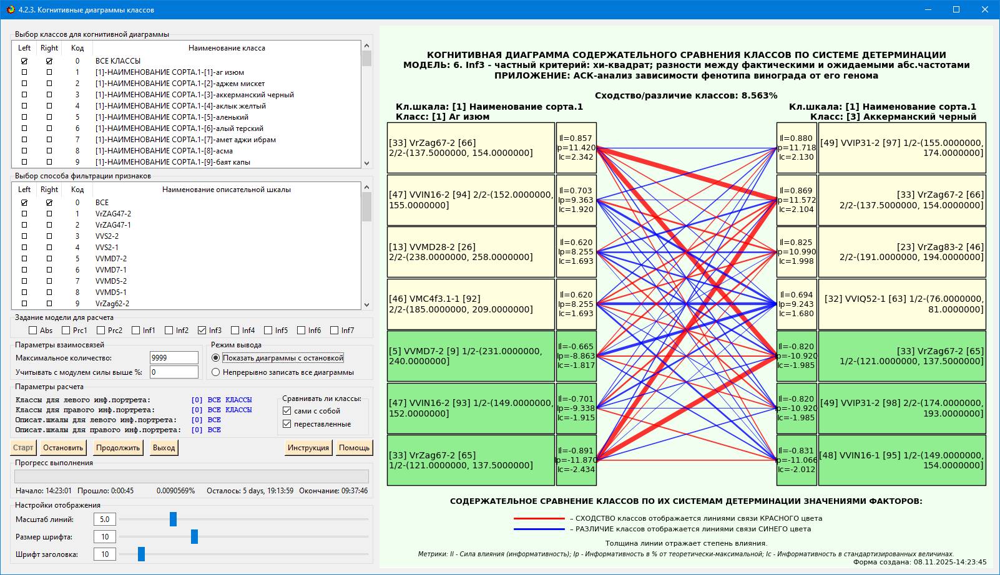 4.2.3. Когнитивные диаграммы классов
Выбор классов для когнитивной диаграммы
Left Right Код Наименование класса
0 ВСЕ КЛАССЫ
1 [1]-НАИМЕНОВАНИЕ СОРТА.1-[1]-аг изюм
2 [1]-НАИМЕНОВАНИЕ СОРТА.1-[2]-аджем мискет
3 [1]-НАИМЕНОВАНИЕ СОРТА.1-[3]-аккерманский черный
4 [1]-НАИМЕНОВАНИЕ СОРТА.1-[4]-аклык желтый
5 [1]-НАИМЕНОВАНИЕ СОРТА.1-[5]-аленький
6 [1]-НАИМЕНОВАНИЕ СОРТА.1-[6]-алый терский
7 [1]-НАИМЕНОВАНИЕ СОРТА.1-[7]-амет аджи ибрам
8 [1]-НАИМЕНОВАНИЕ СОРТА.1-[8]-асма
9 [1]-НАИМЕНОВАНИЕ СОРТА.1-[9]-баят капы
Выбор способа фильтрации признаков
Left Right Код Наименование описательной шкалы
0 ВСЕ
1 VrZAG47-2
2 VrZAG47-1
3 VVS2-2
4 VVS2-1
5 VVMD7-2
6 VVMD7-1
7 VVMD5-2
8 VVMD5-1
9 VrZag62-2
Задание модели для расчета
Abs Prc1 Prc2 Inf1 Inf2 Inf3 Inf4 Inf5 Inf6 Inf7
Параметры взаимосвязей
Максимальное количество: 9999
Учитывать с модулем силы выше %: 0
Режим вывода
Показать диаграммы с остановкой
Непрерывно записать все диаграммы
Параметры расчета
Классы для левого инф.портрета: [0] ВСЕ КЛАССЫ
Классы для правого инф.портрета: [0] ВСЕ КЛАССЫ
Описат.шкалы для левого инф.портрета: [0] ВСЕ
Описат.шкалы для правого инф.портрета: [0] ВСЕ
Сравнивать ли классы:
сами с собой
переставленные
Старт Остановить Продолжить Выход Инструкция Помощь
Прогресс выполнения
Начало: 14:23:01 Прошло: 0:00:45 0.0090569% Осталось: 5 days, 19:13:59 Окончание: 09:37:46
Настройки отображения
Масштаб линий: 5.0
Размер шрифта: 10
Шрифт заголовка: 10
КОГНИТИВНАЯ ДИАГРАММА СОДЕРЖАТЕЛЬНОГО СРАВНЕНИЯ КЛАССОВ ПО СИСТЕМЕ ДЕТЕРМИНАЦИИ
МОДЕЛЬ: 6. Inf3 - частный критерий: хи-квадрат; разности между фактическими и ожидаемыми абс.частотами
ПРИЛОЖЕНИЕ: АСК-анализ зависимости фенотипа винограда от его генома
Сходство/различие классов: 8.563%
Кл.шкала: [1] Наименование сорта.1
Класс: [1] Аг изюм
Кл.шкала: [1] Наименование сорта.1
Класс: [3] Аккерманский черный
[33] VrZag67-2 [66]
2/2-(137.5000000, 154.0000000]
Il=0.857
Ip=11.420
Ic=2.342
[47] VVIN16-2 [94] 2/2-(152.0000000,
155.0000000]
Il=0.703
Ip=9.363
Ic=1.920
[13] VVMD28-2 [26]
2/2-(238.0000000, 258.0000000]
Il=0.620
Ip=8.255
Ic=1.693
[46] VMC4f3.1-1 [92]
2/2-(185.0000000, 209.0000000]
Il=0.620
Ip=8.255
Ic=1.693
[5] VVMD7-2 [9] 1/2-(231.0000000,
240.0000000]
Il=-0.665
Ip=-8.863
Ic=-1.817
[47] VVIN16-2 [93] 1/2-(149.0000000,
152.0000000]
Il=-0.701
Ip=-9.338
Ic=-1.915
[33] VrZag67-2 [65]
1/2-(121.0000000, 137.5000000]
Il=-0.891
Ip=-11.870
Ic=-2.434
Il=0.880
Ip=11.718
Ic=2.130
[49] VVIP31-2 [97] 1/2-(155.0000000,
174.0000000]
Il=0.869
Ip=11.572
Ic=2.104
[33] VrZag67-2 [66]
2/2-(137.5000000, 154.0000000]
Il=0.825
Ip=10.990
Ic=1.998
[23] VrZag83-2 [46]
2/2-(191.0000000, 194.0000000]
Il=0.694
Ip=9.243
Ic=1.680
[32] VVIQ52-1 [63] 1/2-(76.0000000,
81.0000000]
Il=-0.820
Ip=-10.920
Ic=-1.985
[33] VrZag67-2 [65]
1/2-(121.0000000, 137.5000000]
Il=-0.820
Ip=-10.920
Ic=-1.985
[49] VVIP31-2 [98] 2/2-(174.0000000,
193.0000000]
Il=-0.831
Ip=-11.066
Ic=-2.012
[48] VVIN16-1 [95] 1/2-(149.0000000,
154.0000000]
СОДЕРЖАТЕЛЬНОЕ СРАВНЕНИЕ КЛАССОВ ПО ИХ СИСТЕМАМ ДЕТЕРМИНАЦИИ ЗНАЧЕНИЯМИ ФАКТОРОВ:
– СХОДСТВО классов отображается линиями связи КРАСНОГО цвета
– РАЗЛИЧИЕ классов отображается линиями связи СИНЕГО цвета
Толщина линии отражает степень влияния.
Метрики: Il - Сила влияния (информативность); Ip - Информативность в % от теоретически-максимальной; Ic - Информативность в стандартизированных величинах.
Форма создана: 08.11.2025-14:23:45